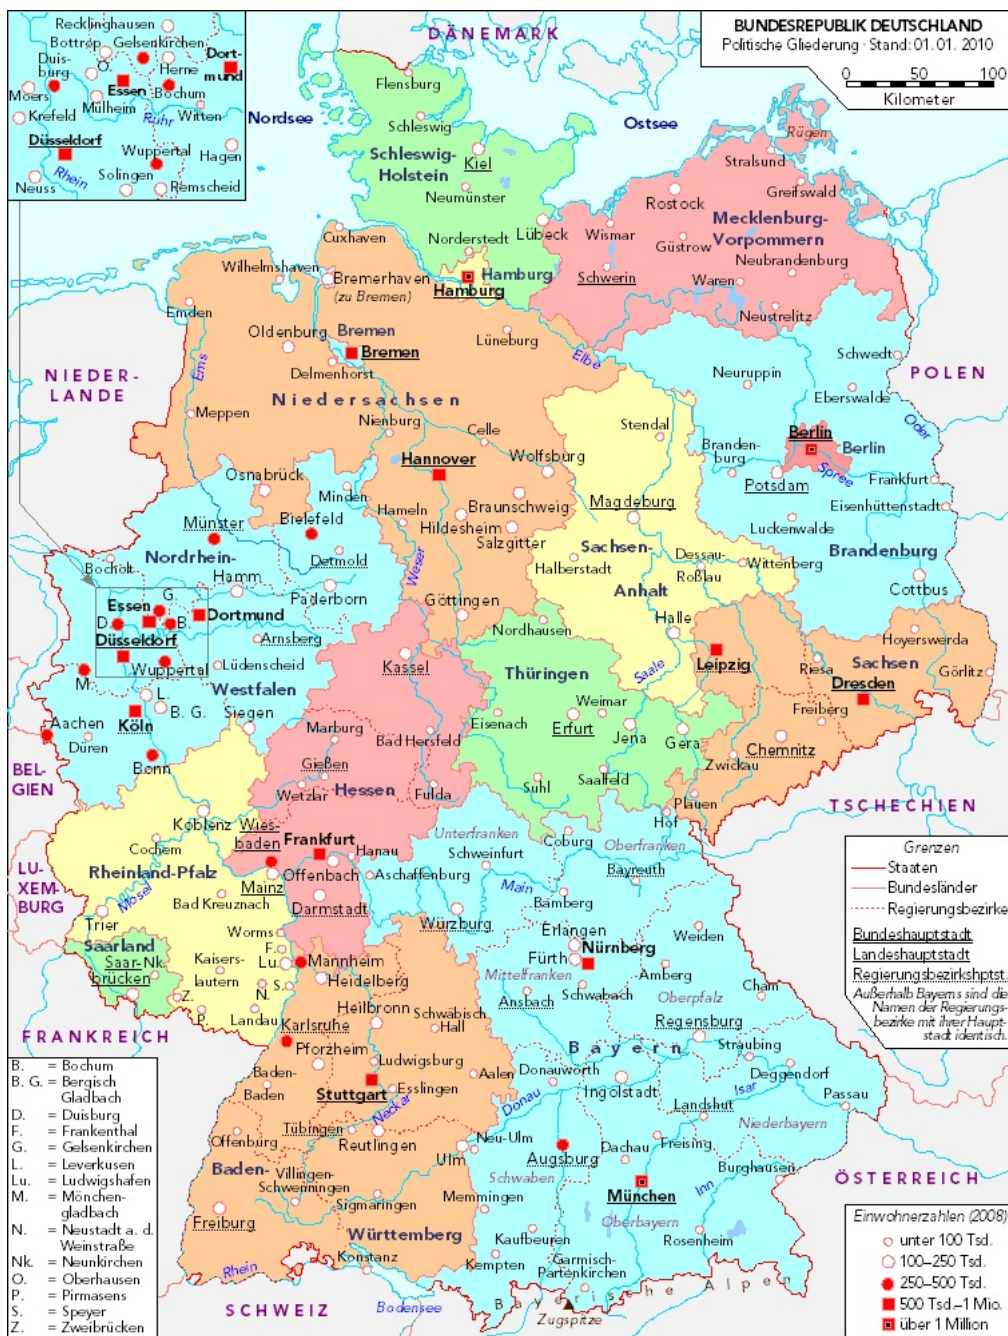 BUNDESREPUBLIK DEUTSCHLAND
Politische Gliederung · Stand: 01.01.2010
0 50 100
Kilometer
Recklinghausen
Bottrop
Gelsenkirchen
Dort-
mund
Duis-
burg
O.
Herne
Essen
Bochum
Moers
Mülheim
Krefeld
Ruhr
Witten
Düsseldorf
Wuppertal
Hagen
Rhein
Solingen
Neuss
Remscheid
DÄNEMARK
Nordsee
Ostsee
Flensburg
Schleswig
Schleswig-
Holstein
Kiel
Neumünster
Lübeck
Norderstedt
Hamburg
Hamburg
Rügen
Stralsund
Greifswald
Rostock
Wismar
Mecklenburg-
Vorpommern
Güstrow
Schwerin
Neubrandenburg
Waren
Neustrelitz
Cuxhaven
Wilhelmshaven
Bremerhaven
(zu Bremen)
Emden
Oldenburg
Bremen
Bremen
Delmenhorst
Lüneburg
Elbe
Ems
NIEDER-
LANDE
Niedersachsen
Meppen
Nienburg
Celle
Hannover
Wolfsburg
Osnabrück
Minden
Braunschweig
Hameln
Hildesheim
Salzgitter
Weser
Göttingen
Schwedt
Neuruppin
Eberswalde
POLEN
Oder
Stendal
Branden-
burg
Berlin
Berlin
Spree
Potsdam
Frankfurt
Eisenhüttenstadt
Luckenwalde
Brandenburg
Cottbus
Magdeburg
Sachsen-
Anhalt
Halberstadt
Dessau-
Roßlau
Wittenberg
Halle
Saale
Münster
Bielefeld
Nordrhein-
Detmold
Bocholt
Hamm
Paderborn
Essen
G.
D.
B.
Dortmund
Düsseldorf
Arnsberg
Wuppertal
Lüdenscheid
M.
L.
Westfalen
Köln
B. G.
Siegen
Aachen
Düren
Bonn
BEL-
GIEN
Kassel
Marburg
Bad Hersfeld
Gießen
Hessen
Wetzlar
Fulda
Wies-
baden
Frankfurt
Hanau
Offenbach
Darmstadt
Nordhausen
Thüringen
Eisenach
Weimar
Erfurt
Jena
Gera
Suhl
Saalfeld
Leipzig
Riesa
Hoyerswerda
Sachsen
Görlitz
Dresden
Freiberg
Chemnitz
Zwickau
Plauen
TSCHECHIEN
LU-
XEM-
BURG
Koblenz
Cochem
Rheinland-Pfalz
Mosel
Mainz
Bad Kreuznach
Trier
Worms
F.
Lu.
Kaisers-
lautern
N.
S.
Z.
P.
Landau
Saarland
Saar-
brücken
Nk.
FRANKREICH
Hof
Coburg
Unterfranken
Oberfranken
Schweinfurt
Aschaffenburg
Main
Bayreuth
Bamberg
Würzburg
Erlangen
Fürth
Nürnberg
Weiden
Mittelfranken
Amberg
Ansbach
Schwabach
Oberpfalz
Cham
Regensburg
Bayern
Straubing
Donauwörth
Ingolstadt
Deggendorf
Isar
Donau
Landshut
Passau
Niederbayern
Neu-Ulm
Augsburg
Dachau
Freising
Burghausen
Schwaben
München
Inn
Memmingen
Oberbayern
Rosenheim
Kaufbeuren
Kempten
Garmisch-
Partenkirchen
Bayerische Alpen
Zugspitze
Mannheim
Heidelberg
Heilbronn
Karlsruhe
Schwäbisch
Hall
Pforzheim
Ludwigsburg
Baden-
Baden
Stuttgart
Esslingen
Aalen
Neckar
Tübingen
Reutlingen
Offenburg
Ulm
Baden-
Villingen-
Schwenningen
Sigmaringen
Freiburg
Württemberg
Konstanz
Rhein
Bodensee
SCHWEIZ
ÖSTERREICH
Grenzen
Staaten
Bundesländer
Regierungsbezirke
Bundeshauptstadt
Landeshauptstadt
Regierungsbezirkshptst.
Außerhalb Bayerns sind die
Namen der Regierungs-
bezirke mit ihrer Haupt-
stadt identisch.
B. = Bochum
B. G. = Bergisch
Gladbach
D. = Duisburg
F. = Frankenthal
G. = Gelsenkirchen
L. = Leverkusen
Lu. = Ludwigshafen
M. = Mönchen-
gladbach
N. = Neustadt a. d.
Weinstraße
Nk. = Neunkirchen
O. = Oberhausen
P. = Pirmasens
S. = Speyer
Z. = Zweibrücken
Einwohnerzahlen (2008)
unter 100 Tsd.
100–250 Tsd.
250–500 Tsd.
500 Tsd.–1 Mio.
über 1 Million